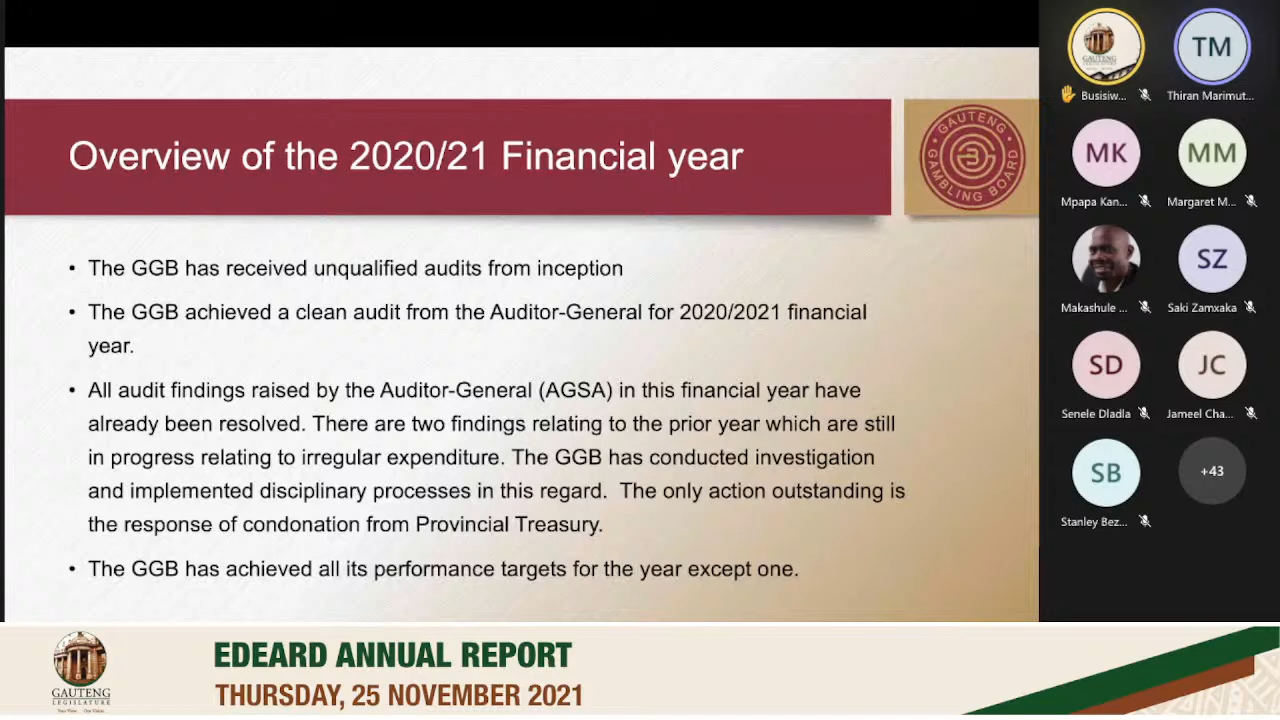 Overview of the 2020/21 Financial year
GAUTENG
GAMBLING BOARD
• The GGB has received unqualified audits from inception
• The GGB achieved a clean audit from the Auditor-General for 2020/2021 financial
year.
• All audit findings raised by the Auditor-General (AGSA) in this financial year have
already been resolved. There are two findings relating to the prior year which are still
in progress relating to irregular expenditure. The GGB has conducted investigation
and implemented disciplinary processes in this regard.  The only action outstanding is
the response of condonation from Provincial Treasury.
• The GGB has achieved all its performance targets for the year except one.
GAUTENG
TM
Busisiw...
Thiran Marimut...
MK
MM
Mpapa Kan...
Margaret M...
SZ
Makashule ...
Saki Zamxaka
SD
JC
Senele Dladla
Jameel Cha...
SB
+43
Stanley Bez...
GAUTENG
LEGISLATURE
EDEARD ANNUAL REPORT
THURSDAY, 25 NOVEMBER 2021